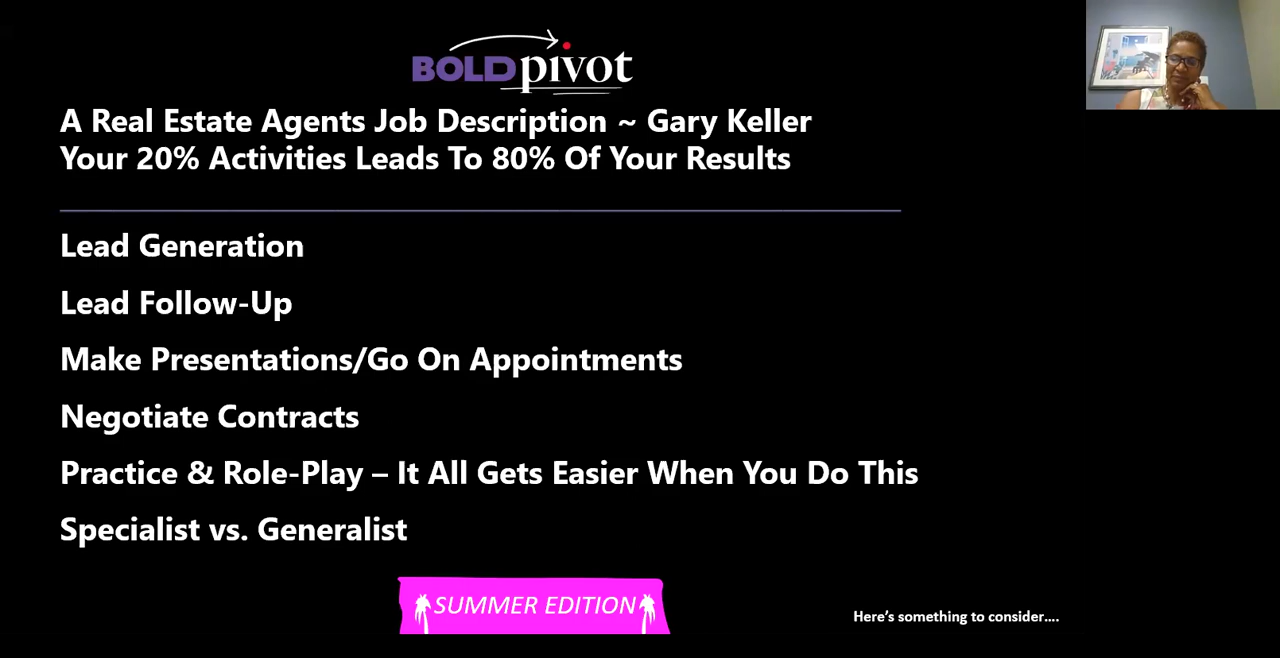 BOLD pivot
A Real Estate Agents Job Description ~ Gary Keller
Your 20% Activities Leads To 80% Of Your Results
Lead Generation
Lead Follow-Up
Make Presentations/Go On Appointments
Negotiate Contracts
Practice & Role-Play – It All Gets Easier When You Do This
Specialist vs. Generalist
SUMMER EDITION
Here’s something to consider....